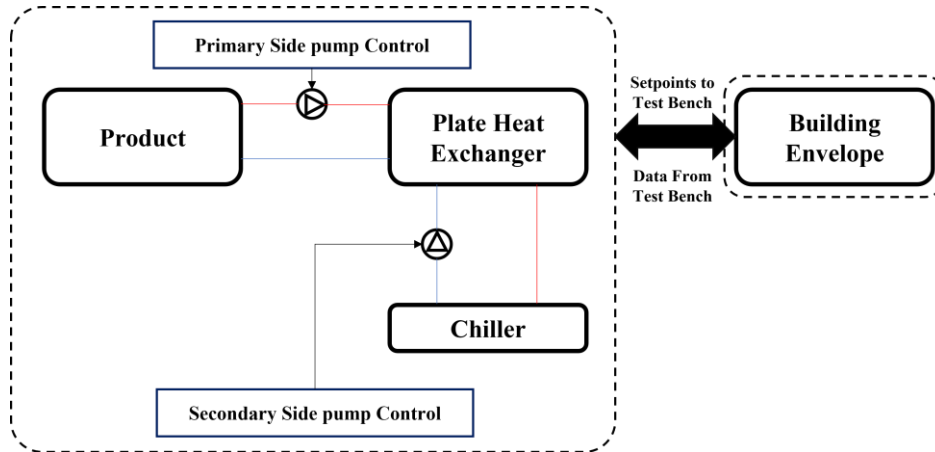 Primary Side pump Control
Product
Plate Heat
Exchanger
Setpoints to
Test Bench
Building
Envelope
Data From
Test Bench
Chiller
Secondary Side pump Control